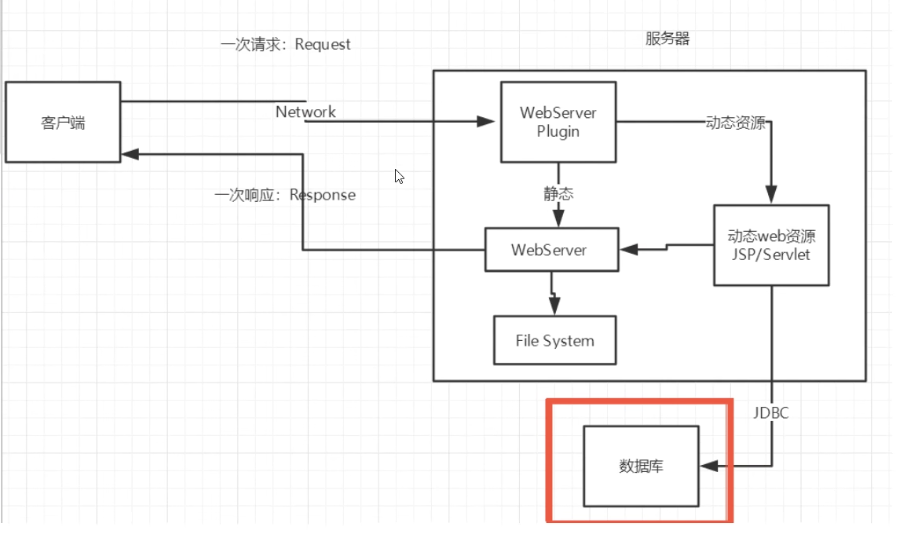 一次请求：Request
服务器
客户端
Network
WebServer
Plugin
动态资源
一次响应：Response
静态
动态web资源
JSP/Servlet
WebServer
File System
JDBC
数据库